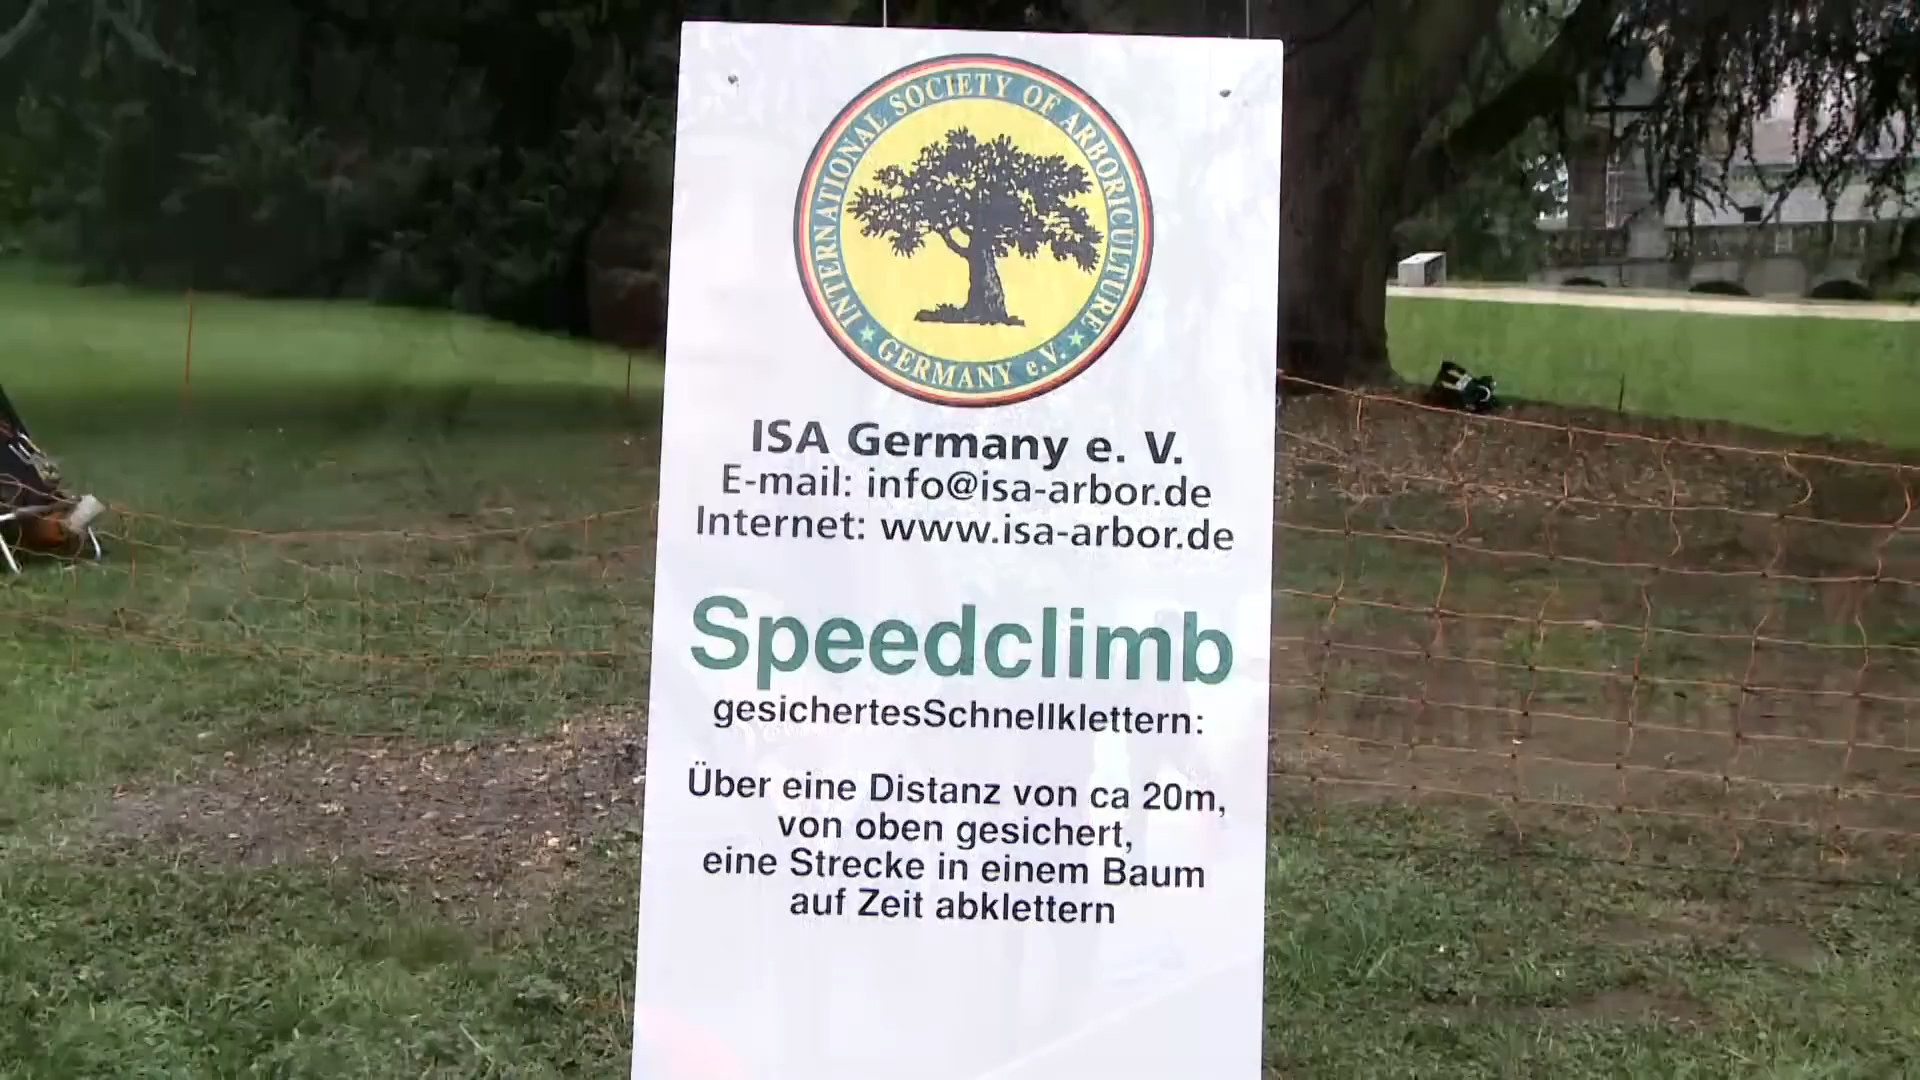 INTERNATIONAL SOCIETY OF ARBORICULTURE
GERMANY e.V.
ISA Germany e. V.
E-mail: info@isa-arbor.de
Internet: www.isa-arbor.de
Speedclimb
gesichertesSchnellklettern:
Über eine Distanz von ca 20m,
von oben gesichert,
eine Strecke in einem Baum
auf Zeit abklettern